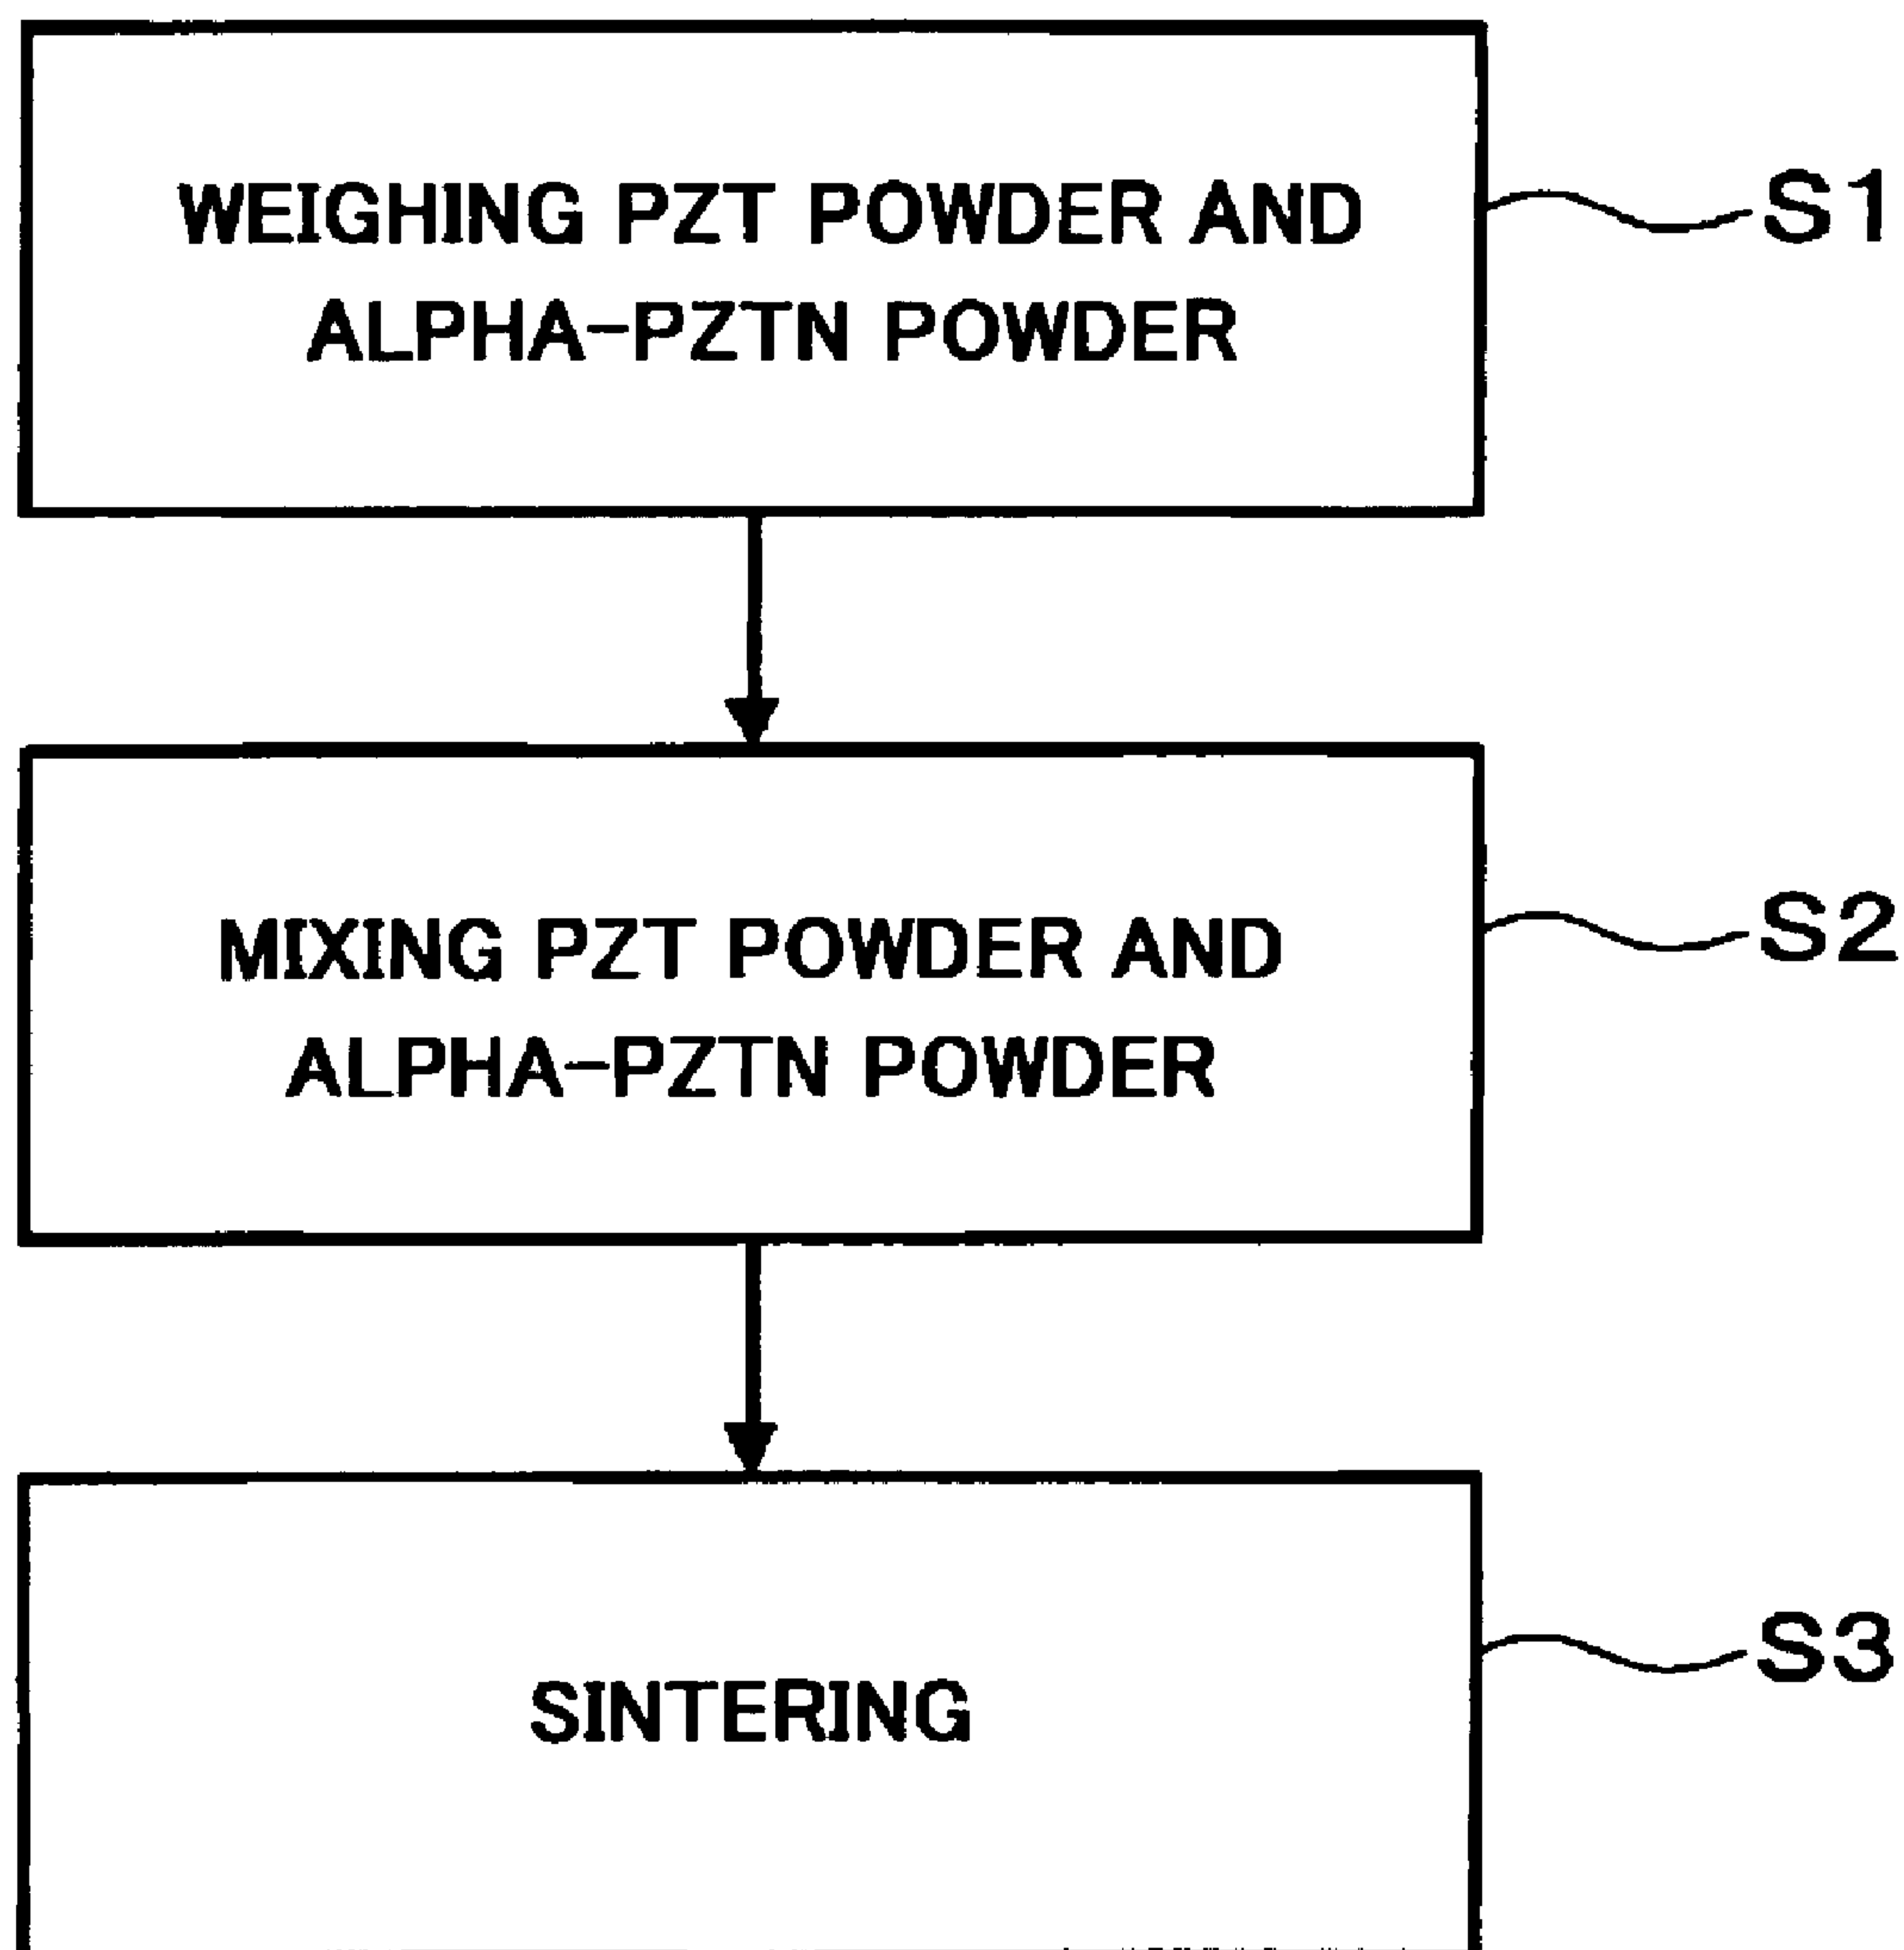 WEIGHING PZT POWDER AND
ALPHA-PZTN POWDER
S1
MIXING PZT POWDER AND
ALPHA-PZTN POWDER
S2
SINTERING
S3